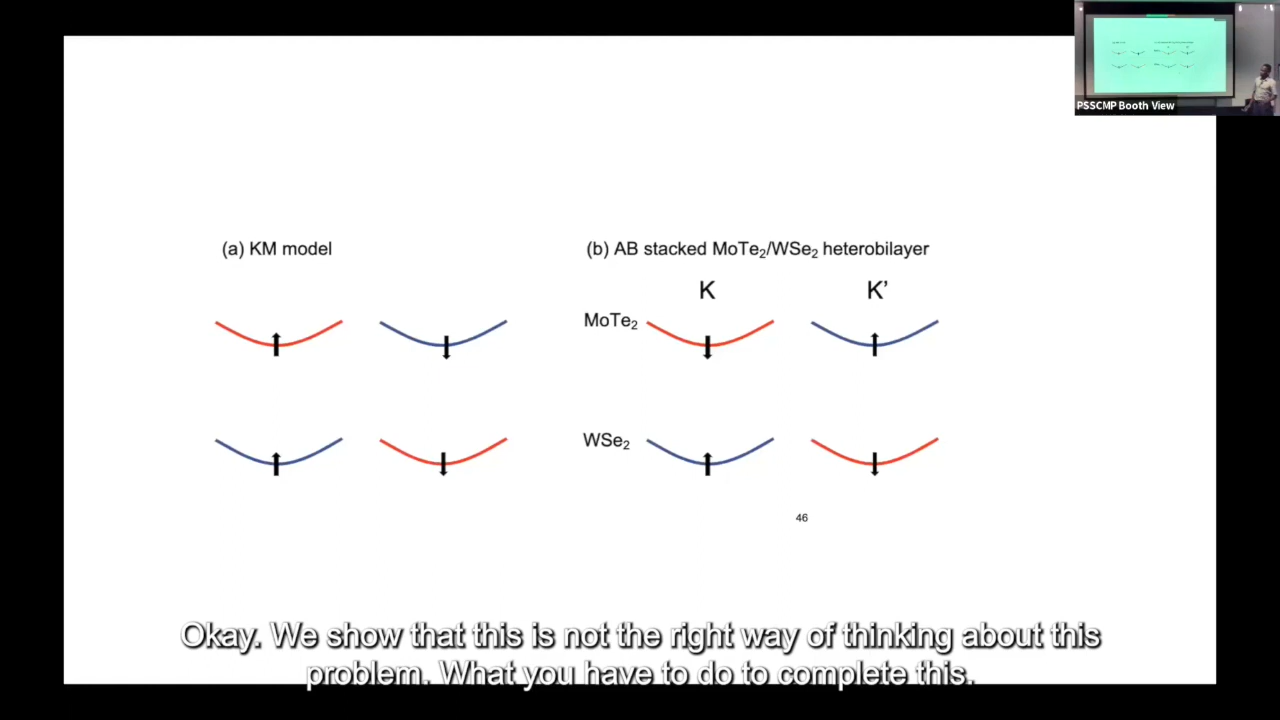 PSSCMP Booth View
(a) KM model
(b) AB stacked MoTe₂/WSe₂ heterobilayer
K K’
MoTe₂
WSe₂
46
Okay. We show that this is not the right way of thinking about this
problem. What you have to do to complete this.